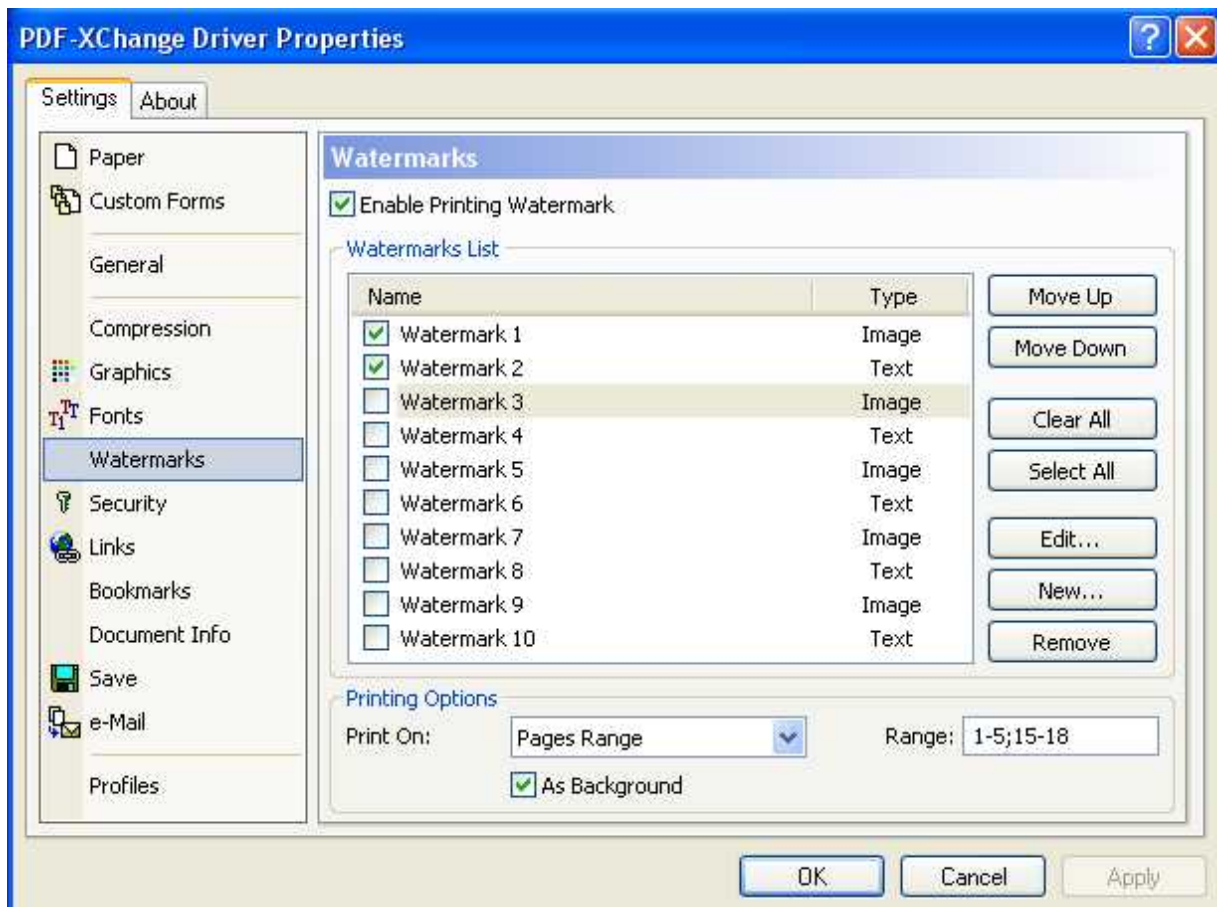 PDF-XChange Driver Properties
Settings
About
Paper
Custom Forms
General
Compression
Graphics
Fonts
Watermarks
Security
Links
Bookmarks
Document Info
Save
e-Mail
Profiles
Watermarks
Enable Printing Watermark
Watermarks List
Name Type
Watermark 1 Image
Watermark 2 Text
Watermark 3 Image
Watermark 4 Text
Watermark 5 Image
Watermark 6 Text
Watermark 7 Image
Watermark 8 Text
Watermark 9 Image
Watermark 10 Text
Move Up
Move Down
Clear All
Select All
Edit...
New...
Remove
Printing Options
Print On: Pages Range Range: 1-5;15-18
As Background
OK Cancel Apply